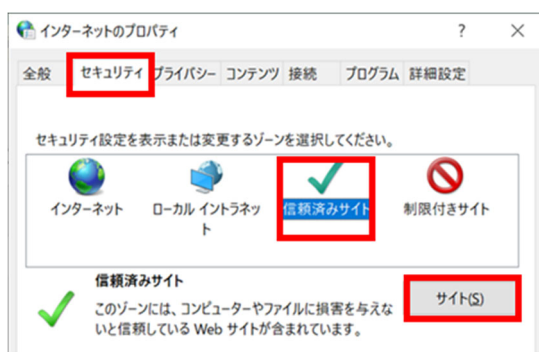 インターネットのプロパティ
?
×
全般 セキュリティ プライバシー コンテンツ 接続 プログラム 詳細設定
セキュリティ設定を表示または変更するゾーンを選択してください。
インターネット
ローカル イントラネッ
ト
信頼済みサイト
制限付きサイト
信頼済みサイト
このゾーンには、コンピューターやファイルに損害を与えな
いと信頼している Web サイトが含まれています。
サイト(S)